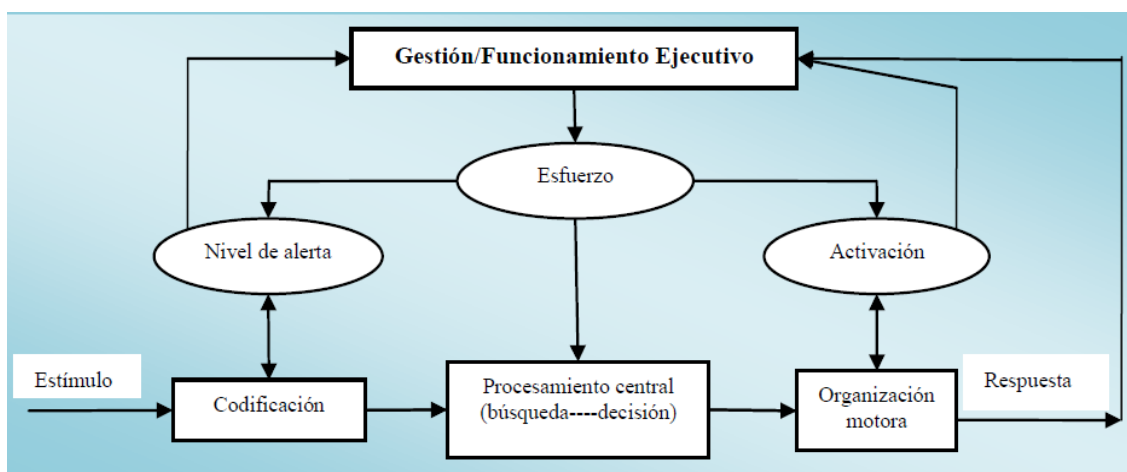 Gestión/Funcionamiento Ejecutivo
Esfuerzo
Nivel de alerta
Activación
Estímulo
Codificación
Procesamiento central
(búsqueda----decisión)
Organización
motora
Respuesta